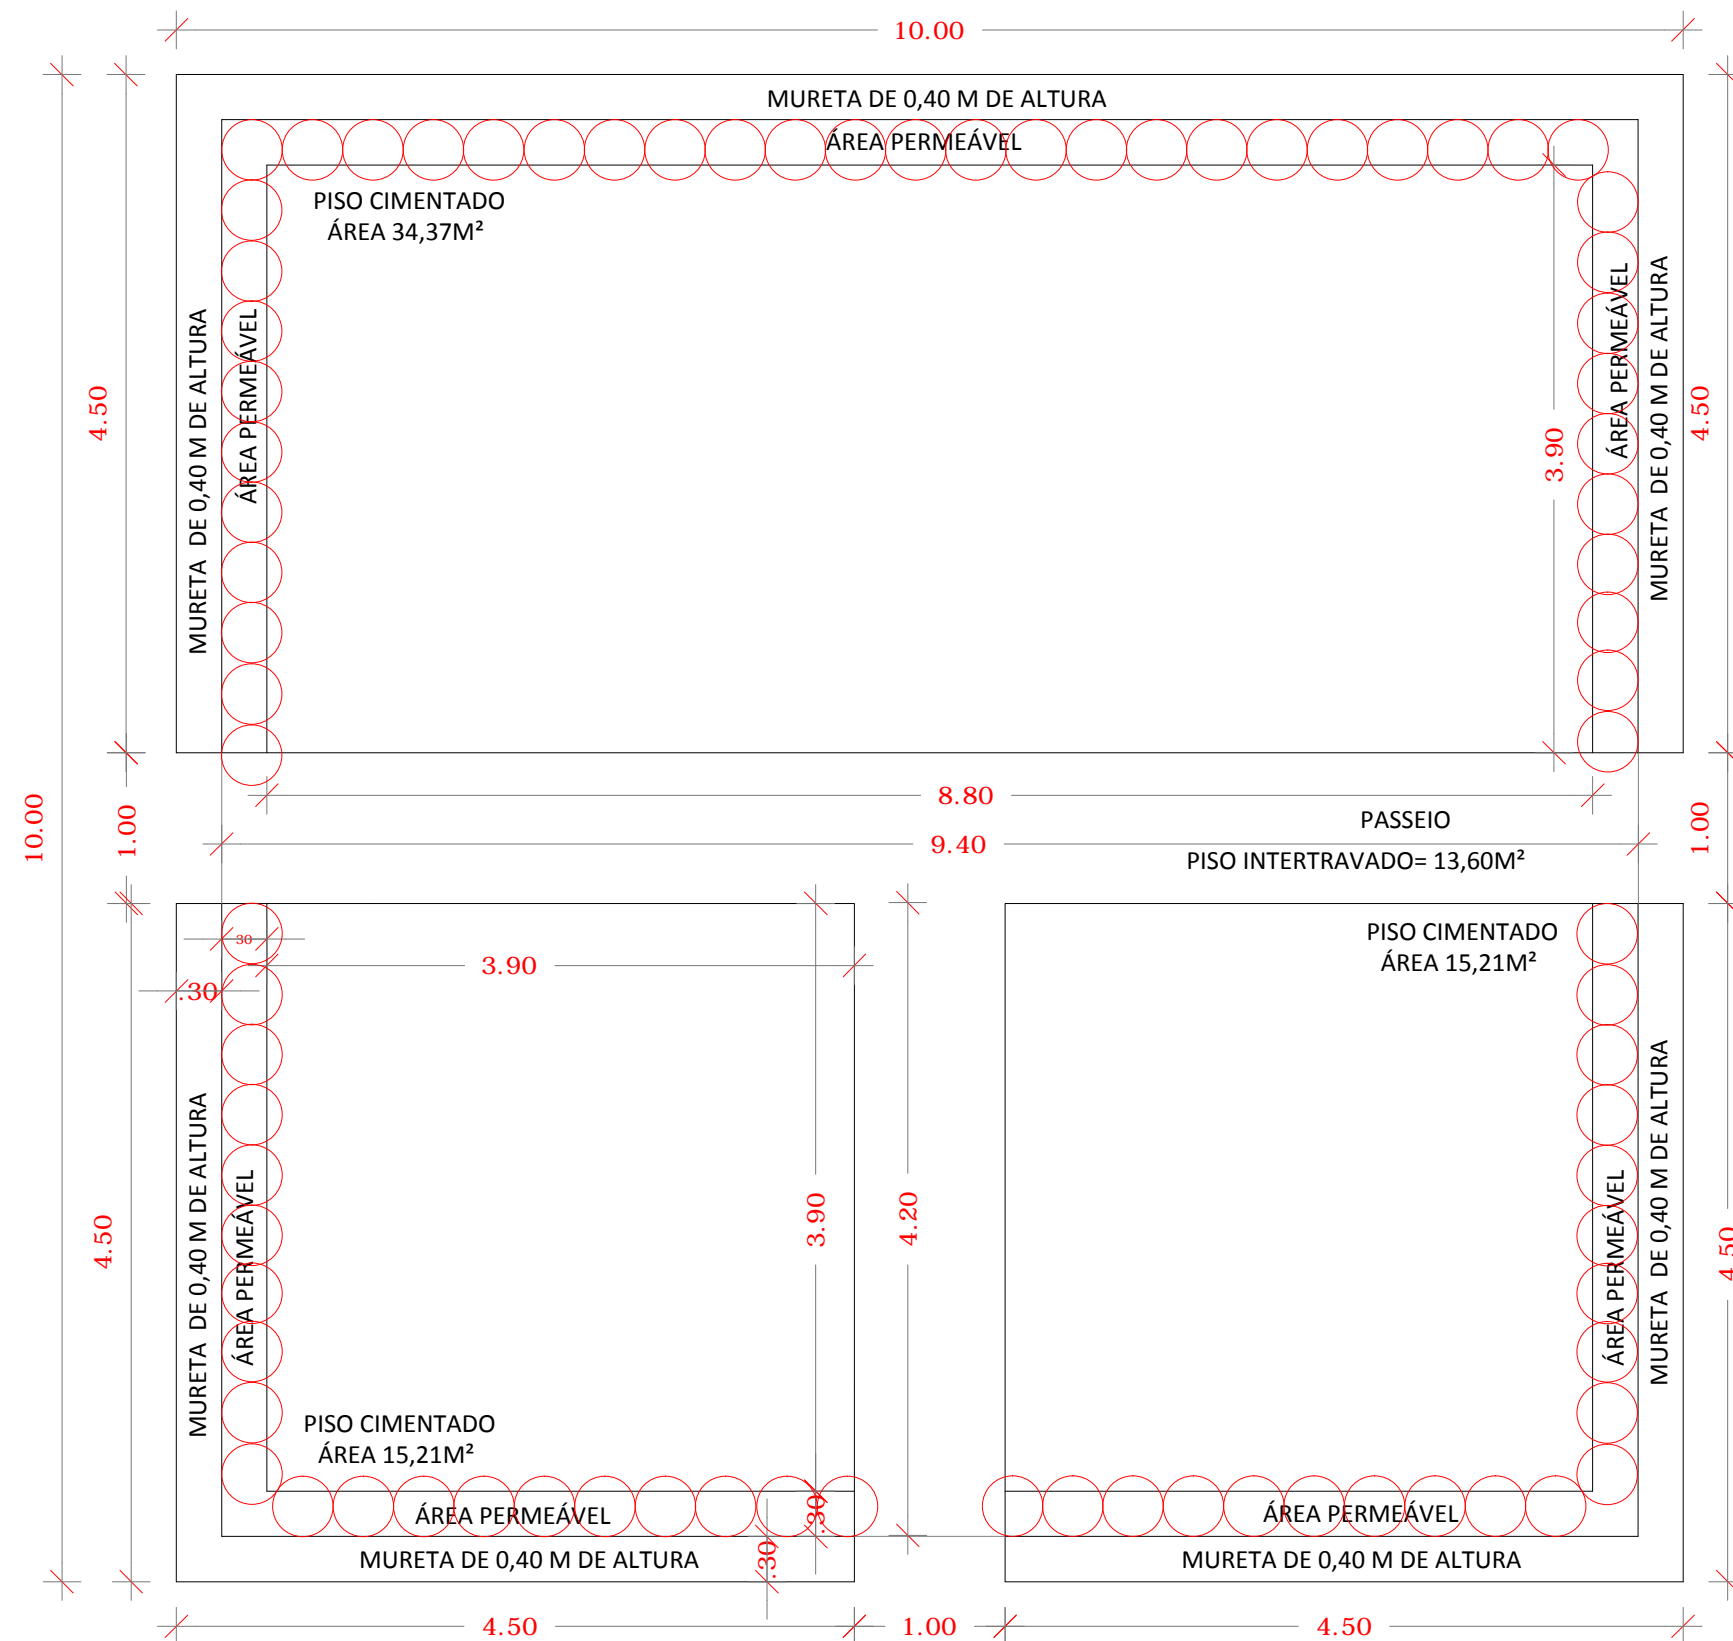 10.00
MURETA DE 0,40 M DE ALTURA
ÁREA PERMEÁVEL
PISO CIMENTADO
ÁREA 34,37M²
4.50
MURETA DE 0,40 M DE ALTURA
ÁREA PERMEÁVEL
3.90
ÁREA PERMEÁVEL
MURETA DE 0,40 M DE ALTURA
4.50
10.00
1.00
8.80
9.40
PASSEIO
PISO INTERTRAVADO= 13,60M²
1.00
30
.30
3.90
PISO CIMENTADO
ÁREA 15,21M²
4.50
MURETA DE 0,40 M DE ALTURA
ÁREA PERMEÁVEL
3.90
4.20
ÁREA PERMEÁVEL
MURETA DE 0,40 M DE ALTURA
4.50
PISO CIMENTADO
ÁREA 15,21M²
ÁREA PERMEÁVEL
.30
ÁREA PERMEÁVEL
MURETA DE 0,40 M DE ALTURA
.30
MURETA DE 0,40 M DE ALTURA
4.50
1.00
4.50